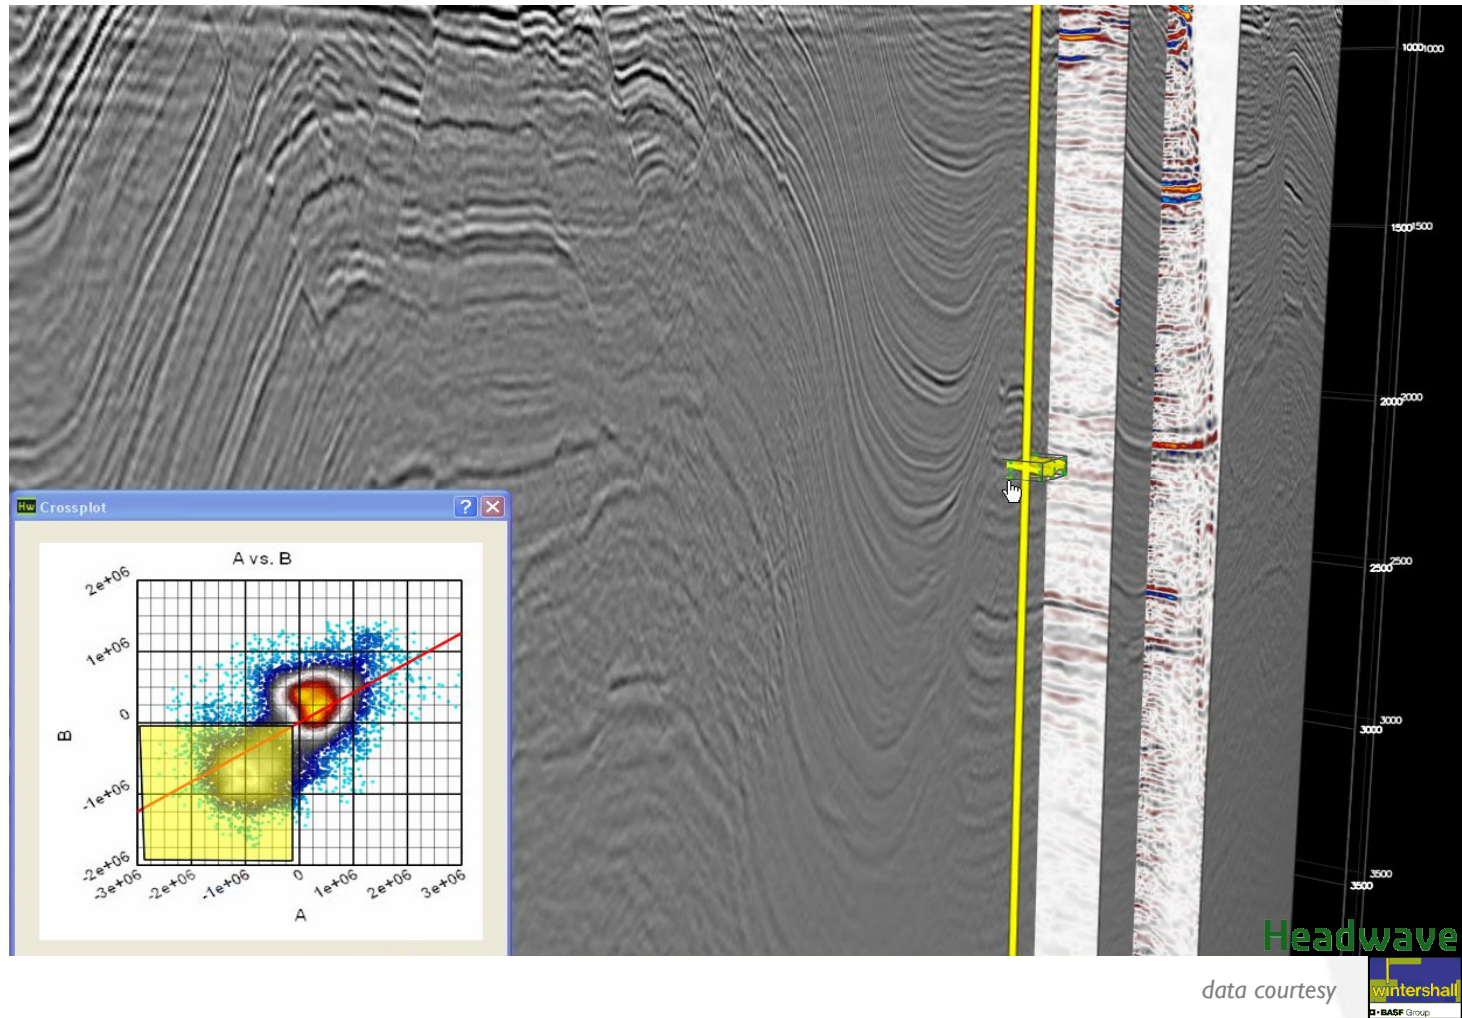 1000 1000
1500 1500
2000 2000
2500 2500
3000 3000
3500 3500
Hw Crossplot ?
A vs. B
2e+06
1e+06
0
-1e+06
-2e+06
B
-3e+06 -2e+06 -1e+06 0 1e+06 2e+06 3e+06
A
Headwave
data courtesy
wintershall
BASF Group